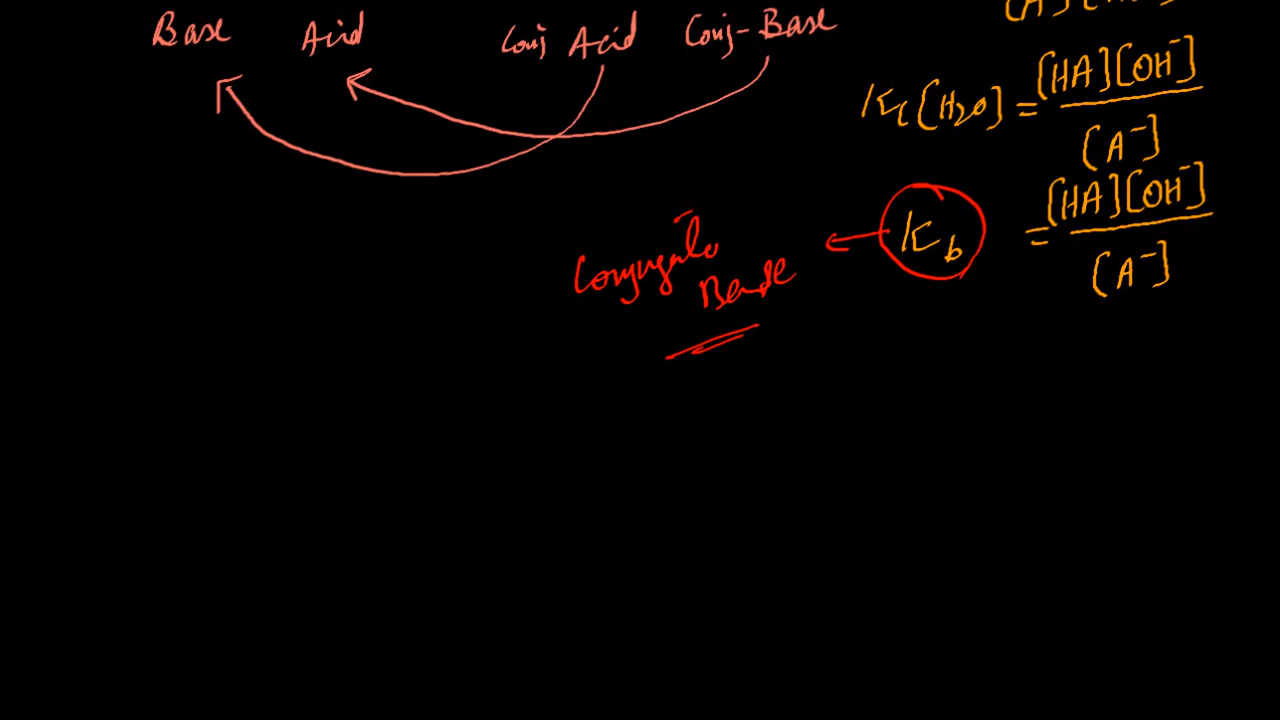 Base Acid Conj Acid Conj-Base
Kc[H2O] = [HA][OH-] / [A-]
Kb = [HA][OH-] / [A-]
Conjugate
Base